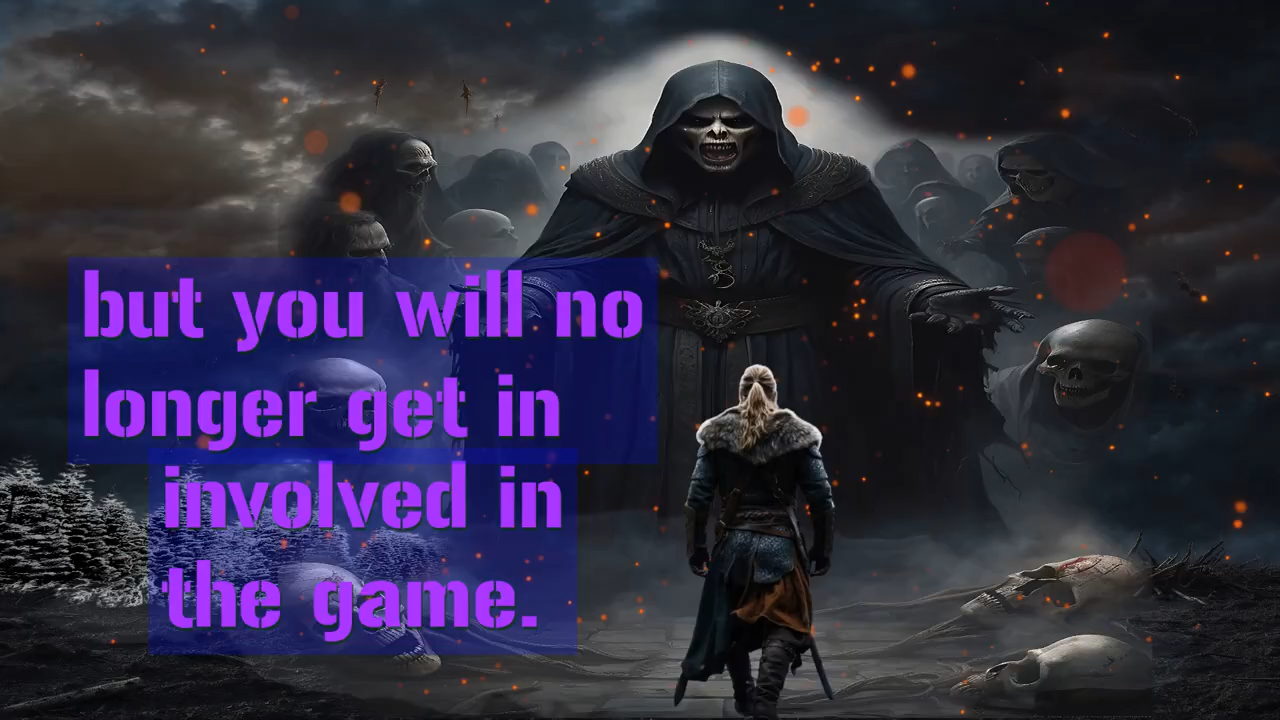 but you will no
longer get in
involved in
the game.